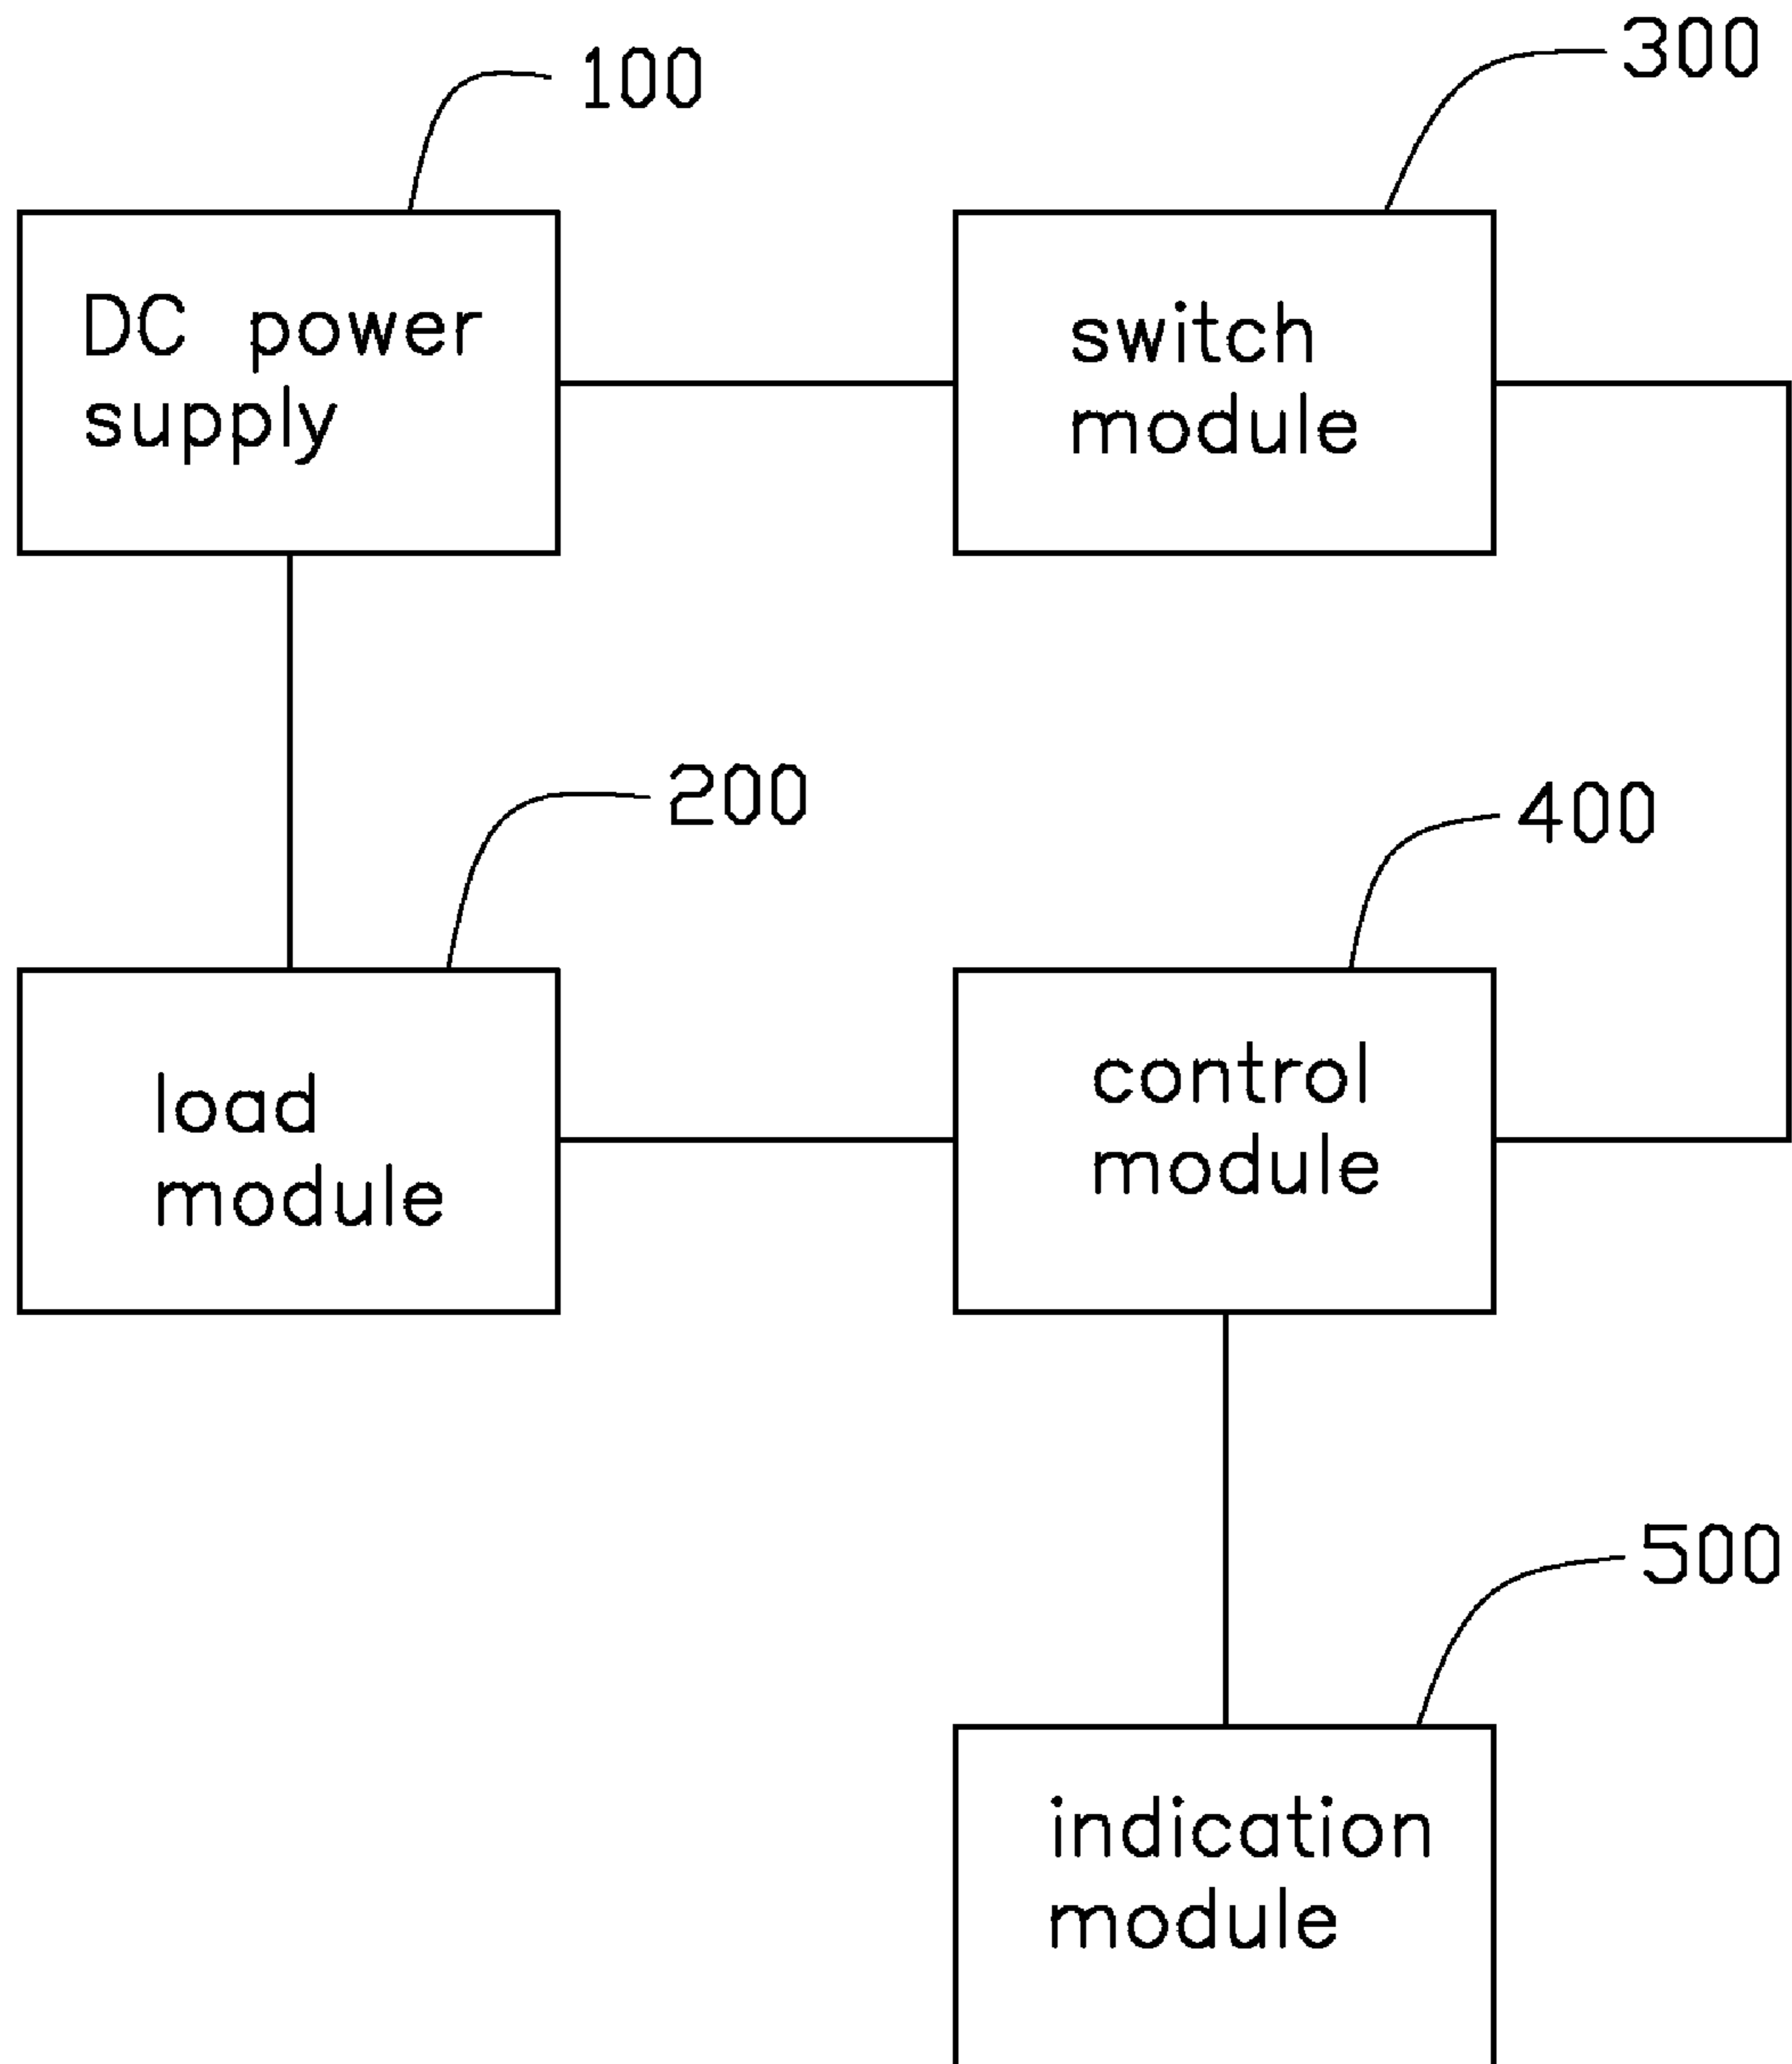 100
300
DC power
supply
switch
module
200
400
load
module
control
module
500
indication
module